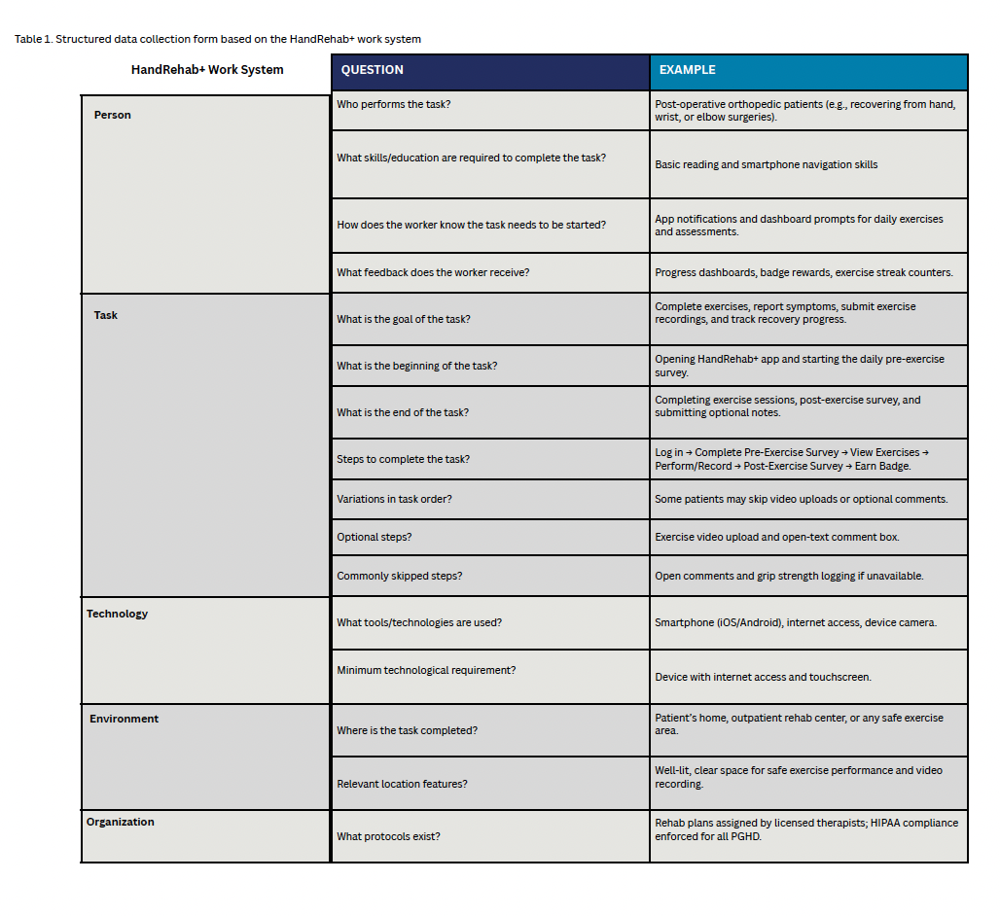 Table 1. Structured data collection form based on the HandRehab+ work system
HandRehab+ Work System
QUESTION
EXAMPLE
Person
Who performs the task?
Post-operative orthopedic patients (e.g., recovering from hand,
wrist, or elbow surgeries).
What skills/education are required to complete the task?
Basic reading and smartphone navigation skills
How does the worker know the task needs to be started?
App notifications and dashboard prompts for daily exercises
and assessments.
What feedback does the worker receive?
Progress dashboards, badge rewards, exercise streak counters.
Task
What is the goal of the task?
Complete exercises, report symptoms, submit exercise
recordings, and track recovery progress.
What is the beginning of the task?
Opening HandRehab+ app and starting the daily pre-exercise
survey.
What is the end of the task?
Completing exercise sessions, post-exercise survey, and
submitting optional notes.
Steps to complete the task?
Log in → Complete Pre-Exercise Survey → View Exercises →
Perform/Record → Post-Exercise Survey → Earn Badge.
Variations in task order?
Some patients may skip video uploads or optional comments.
Optional steps?
Exercise video upload and open-text comment box.
Commonly skipped steps?
Open comments and grip strength logging if unavailable.
Technology
What tools/technologies are used?
Smartphone (iOS/Android), internet access, device camera.
Minimum technological requirement?
Device with internet access and touchscreen.
Environment
Where is the task completed?
Patient’s home, outpatient rehab center, or any safe exercise
area.
Relevant location features?
Well-lit, clear space for safe exercise performance and video
recording.
Organization
What protocols exist?
Rehab plans assigned by licensed therapists; HIPAA compliance
enforced for all PGHD.